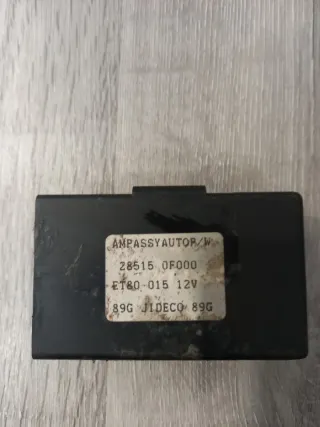 AMPASSYAUTOP/W
28515 0F000
ET80-015 12V
89G JIDECO 89G